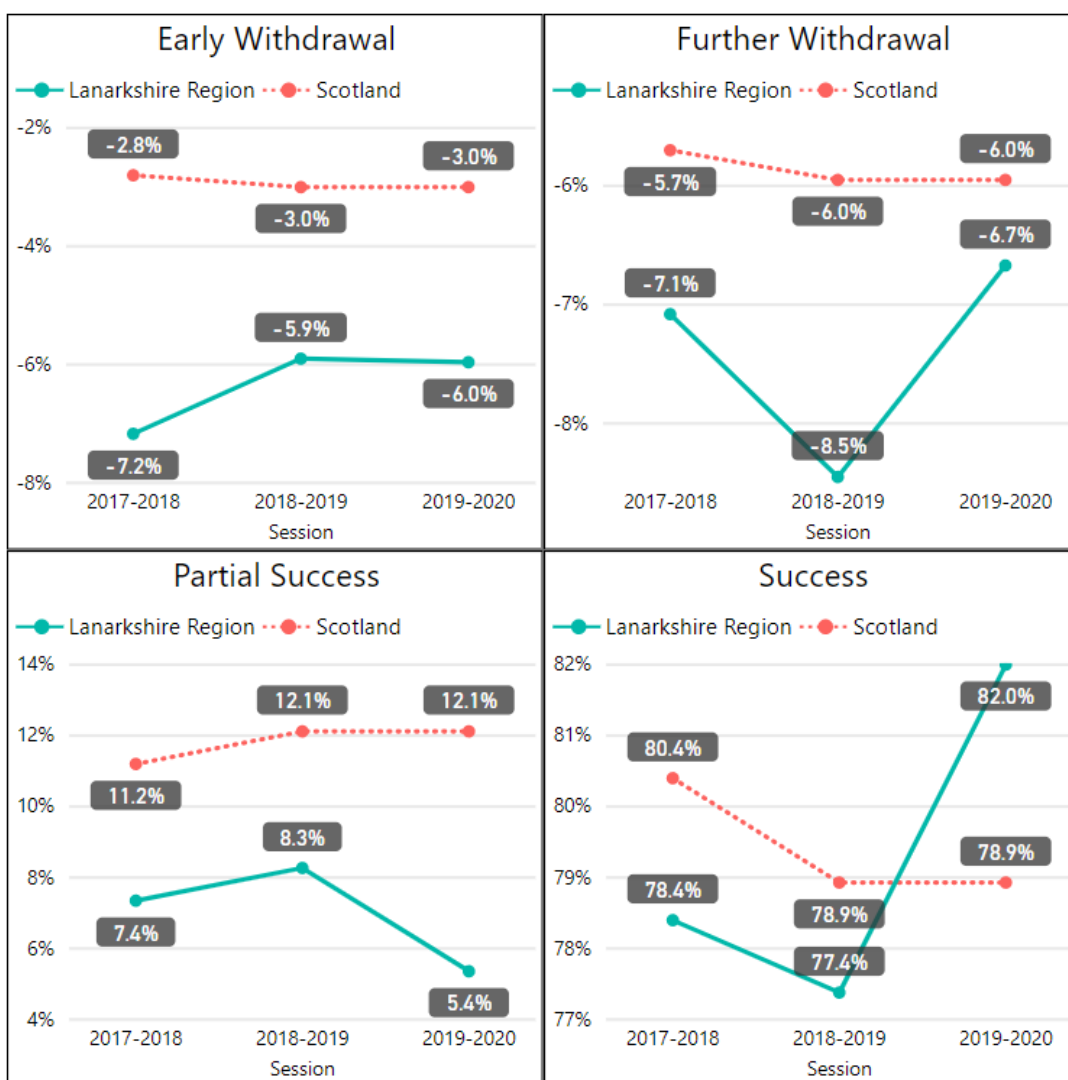 Early Withdrawal
Lanarkshire Region Scotland
-2%
-2.8%
-3.0%
-3.0%
-4%
-5.9%
-6%
-6.0%
-7.2%
-8%
2017-2018 2018-2019 2019-2020
Session
Further Withdrawal
Lanarkshire Region Scotland
-6.0%
-6%
-5.7%
-6.0%
-6.7%
-7.1%
-7%
-8%
-8.5%
2017-2018 2018-2019 2019-2020
Session
Partial Success
Lanarkshire Region Scotland
14%
12.1% 12.1%
12%
11.2%
10%
8.3%
8%
7.4%
6%
5.4%
4%
2017-2018 2018-2019 2019-2020
Session
Success
Lanarkshire Region Scotland
82%
82.0%
81%
80.4%
80%
78.9%
79%
78.4%
78.9%
78%
77.4%
77%
2017-2018 2018-2019 2019-2020
Session